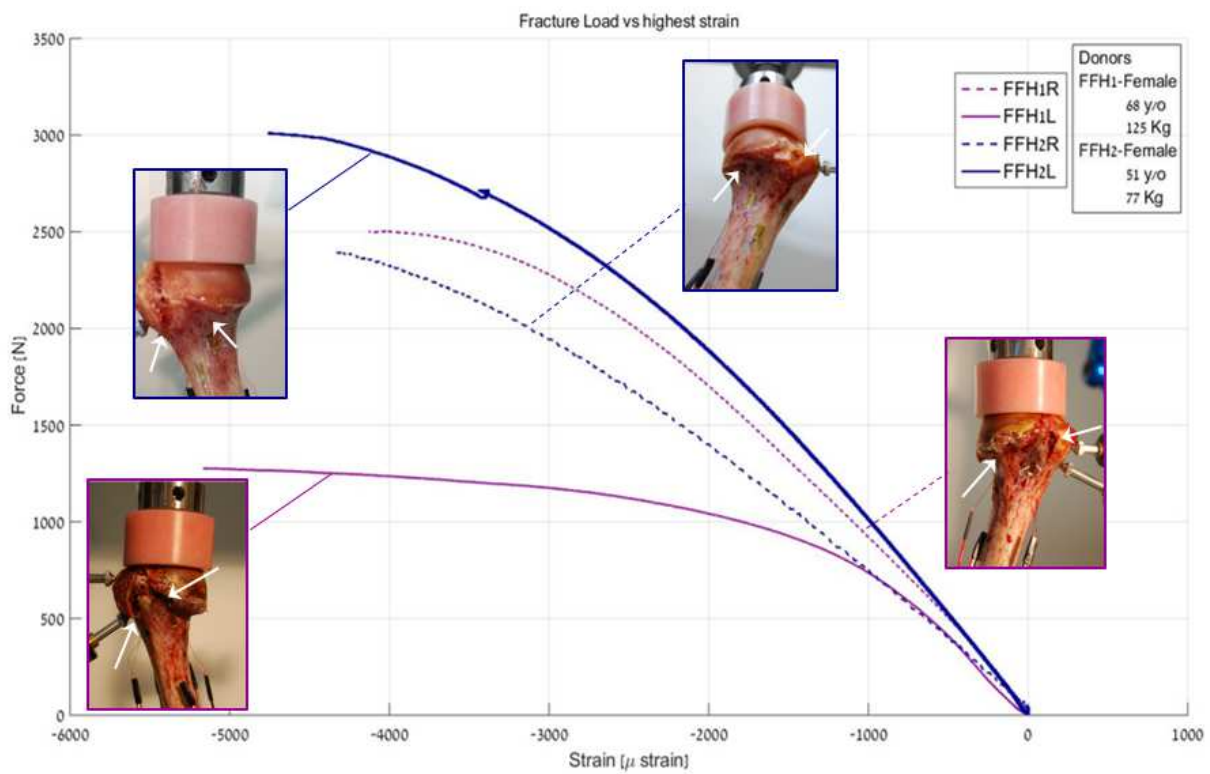 Fracture Load vs highest strain
3500
3000
2500
2000
1500
1000
500
0
Force [N]
-6000 -5000 -4000 -3000 -2000 -1000 0 1000
Strain [μ strain]
FFH1R
FFH1L
FFH2R
FFH2L
Donors
FFH1-Female
68 y/o
125 Kg
FFH2-Female
51 y/o
77 Kg